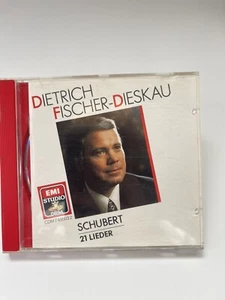 DIETRICH
FISCHER-DIESKAU
EMI
STUDIO
SCHUBERT
21 LIEDER